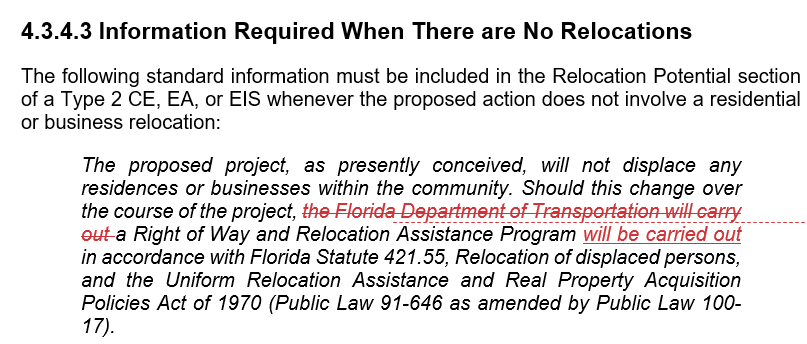 4.3.4.3 Information Required When There are No Relocations
The following standard information must be included in the Relocation Potential section
of a Type 2 CE, EA, or EIS whenever the proposed action does not involve a residential
or business relocation:
The proposed project, as presently conceived, will not displace any
residences or businesses within the community. Should this change over
the course of the project, the Florida Department of Transportation will carry
out a Right of Way and Relocation Assistance Program will be carried out
in accordance with Florida Statute 421.55, Relocation of displaced persons,
and the Uniform Relocation Assistance and Real Property Acquisition
Policies Act of 1970 (Public Law 91-646 as amended by Public Law 100-
17).